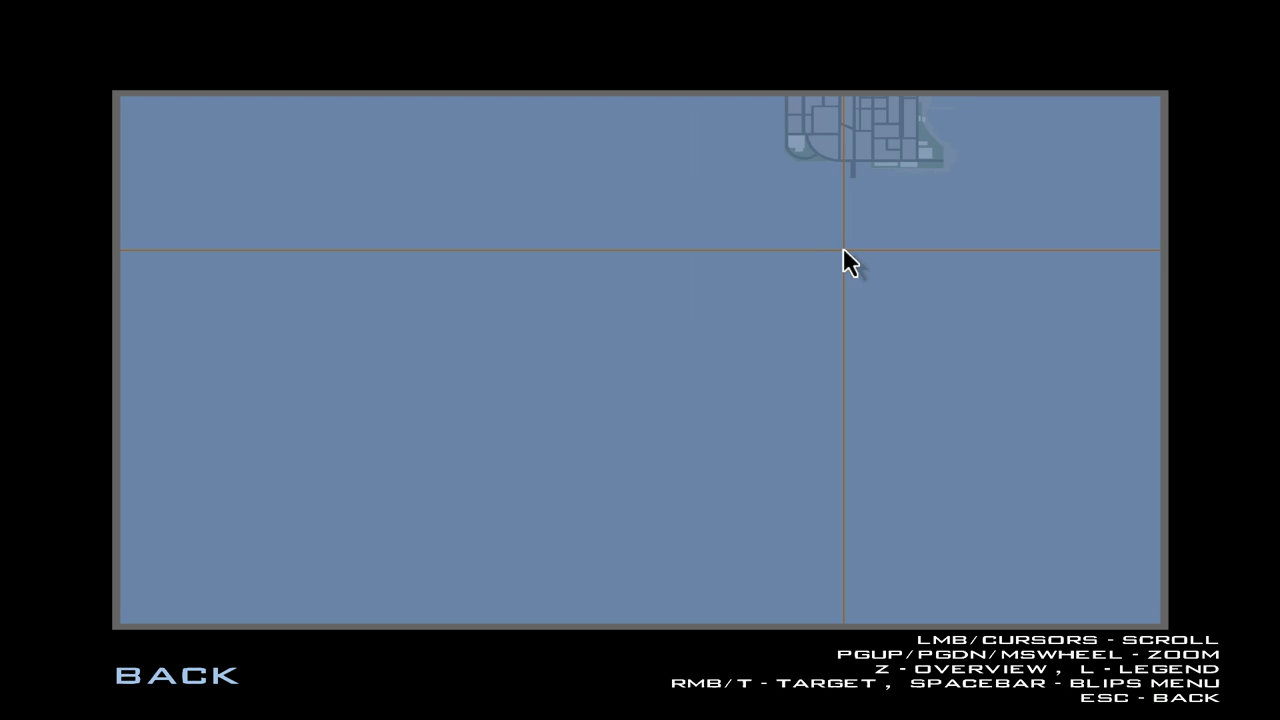 LMB/CURSORS - SCROLL
PGUP/PGDN/MSWHEEL - ZOOM
Z - OVERVIEW , L - LEGEND
RMB/T - TARGET , SPACEBAR - BLIPS MENU
ESC - BACK
BACK